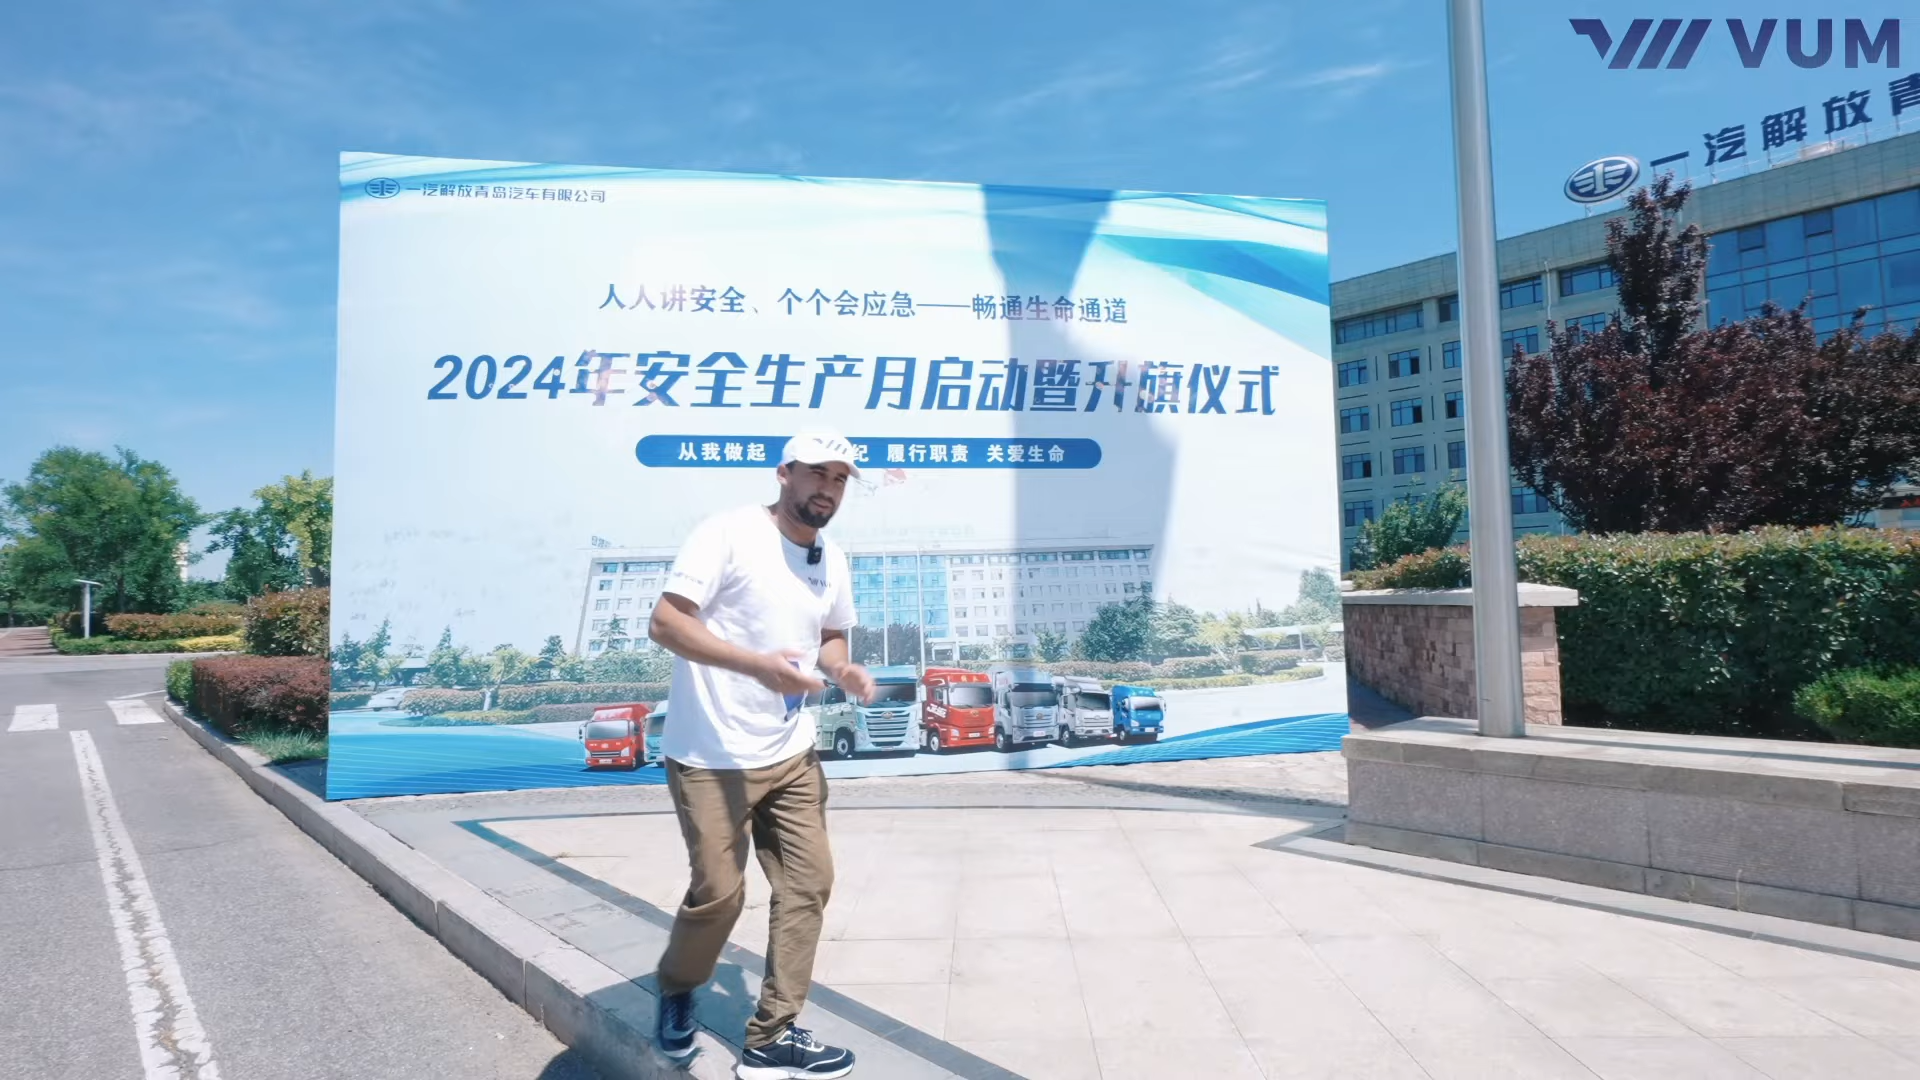 VUM
一汽解放青
一汽解放青岛汽车有限公司
人人讲安全、个个会应急——畅通生命通道
2024年安全生产月启动暨升旗仪式
从我做起 纪 履行职责 关爱生命
VUM